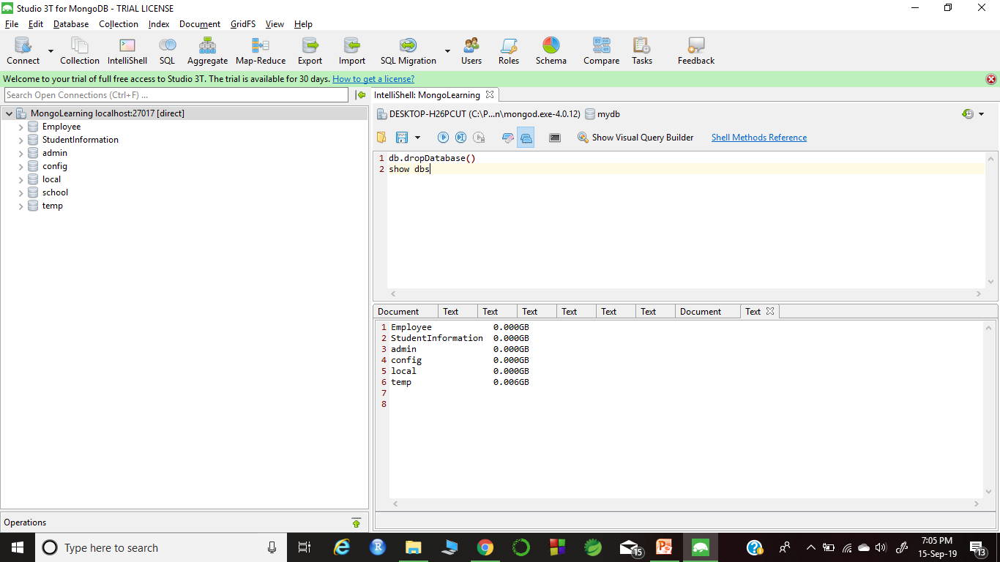 Studio 3T for MongoDB - TRIAL LICENSE
File Edit Database Collection Index Document GridFS View Help
Connect Collection IntelliShell SQL Aggregate Map-Reduce Export Import SQL Migration Users Roles Schema Compare Tasks Feedback
Welcome to your trial of full free access to Studio 3T. The trial is available for 30 days. How to get a license?
Search Open Connections (Ctrl+F) ...
MongoLearning localhost:27017 [direct]
Employee
StudentInformation
admin
config
local
school
temp
Operations
IntelliShell: MongoLearning
DESKTOP-H26PCUT (C:\P...n\mongod.exe-4.0.12) mydb
Show Visual Query Builder Shell Methods Reference
1 db.dropDatabase()
2 show dbs
Document Text Text Text Text Text Text Document Text
1 Employee 0.000GB
2 StudentInformation 0.000GB
3 admin 0.000GB
4 config 0.000GB
5 local 0.000GB
6 temp 0.006GB
7
8
Type here to search
15
7:05 PM
15-Sep-19
13